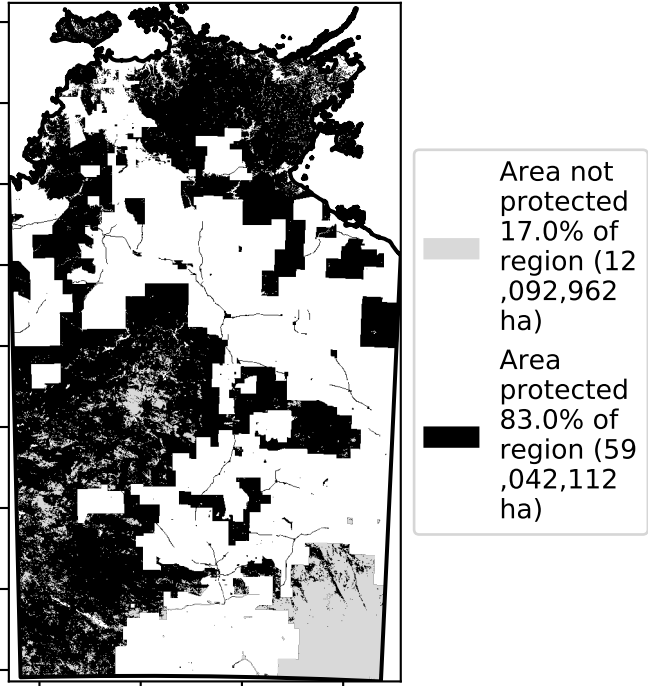 Area not
protected
17.0% of
region (12
,092,962
ha)
Area
protected
83.0% of
region (59
,042,112
ha)